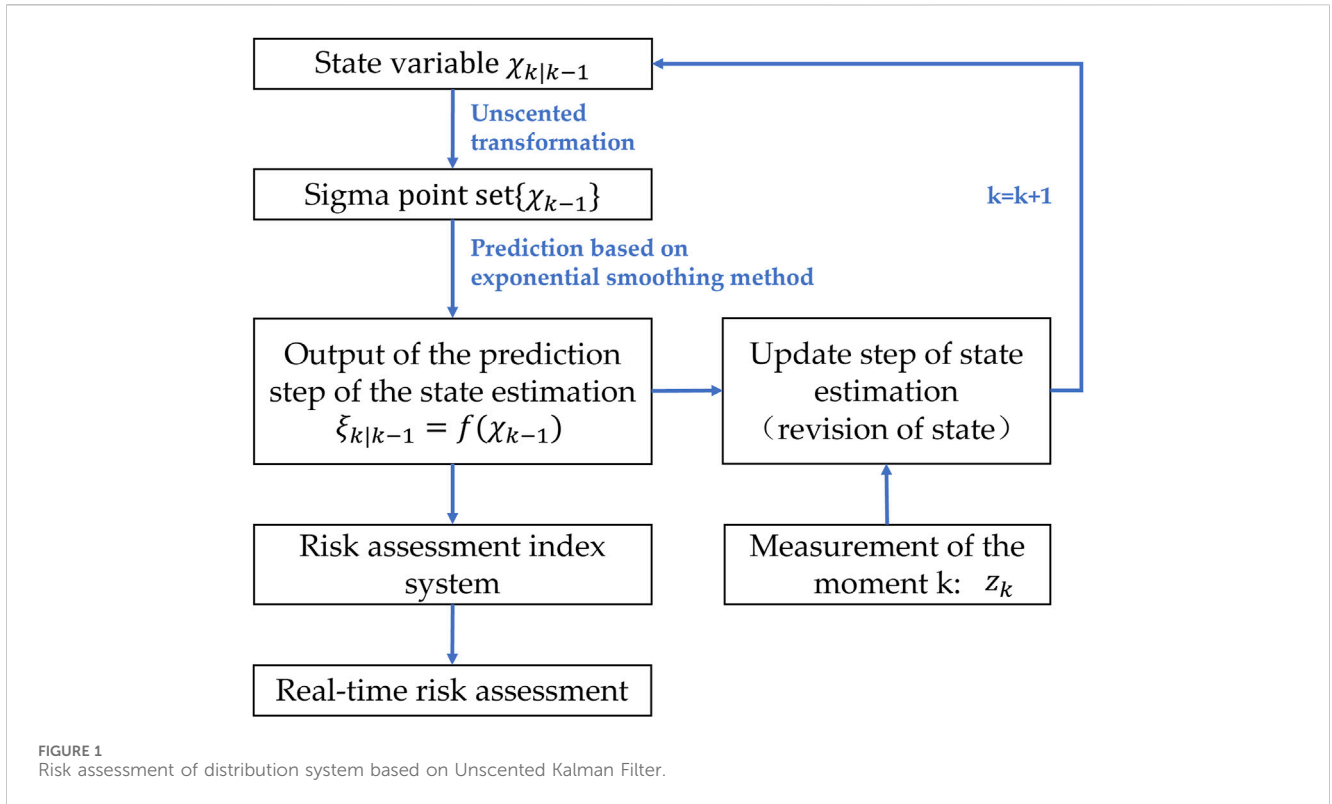 State variable χ_{k|k−1}
Unscented
transformation
Sigma point set{χ_{k−1}}
k=k+1
Prediction based on
exponential smoothing method
Output of the prediction
step of the state estimation
ξ_{k|k−1} = f(χ_{k−1})
Update step of state
estimation
（revision of state）
Risk assessment index
system
Measurement of the
moment k: z_k
Real-time risk assessment
FIGURE 1
Risk assessment of distribution system based on Unscented Kalman Filter.